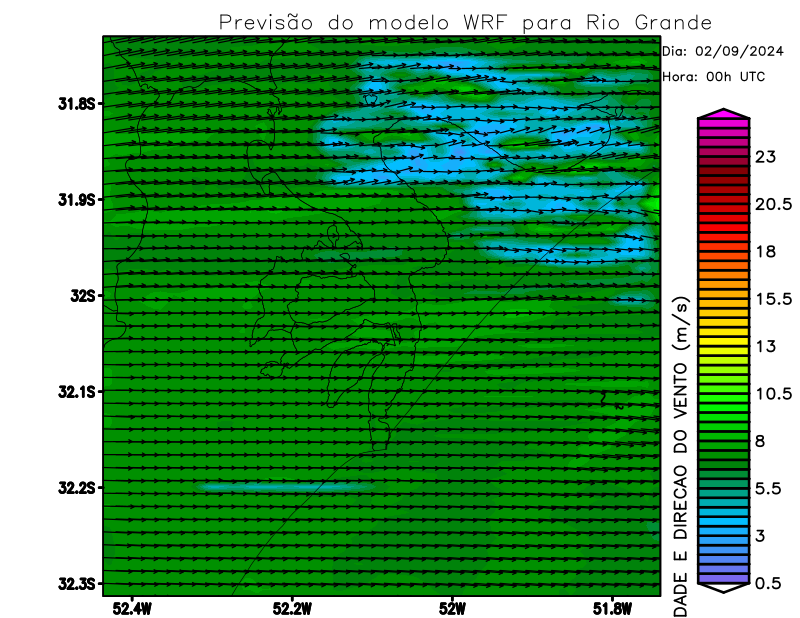 Previsão do modelo WRF para Rio Grande
Dia: 02/09/2024
Hora: 00h UTC
31.8S
31.9S
32S
32.1S
32.2S
32.3S
52.4W
52.2W
52W
51.8W
23
20.5
18
15.5
13
10.5
8
5.5
3
0.5
DADE E DIRECAO DO VENTO (m/s)